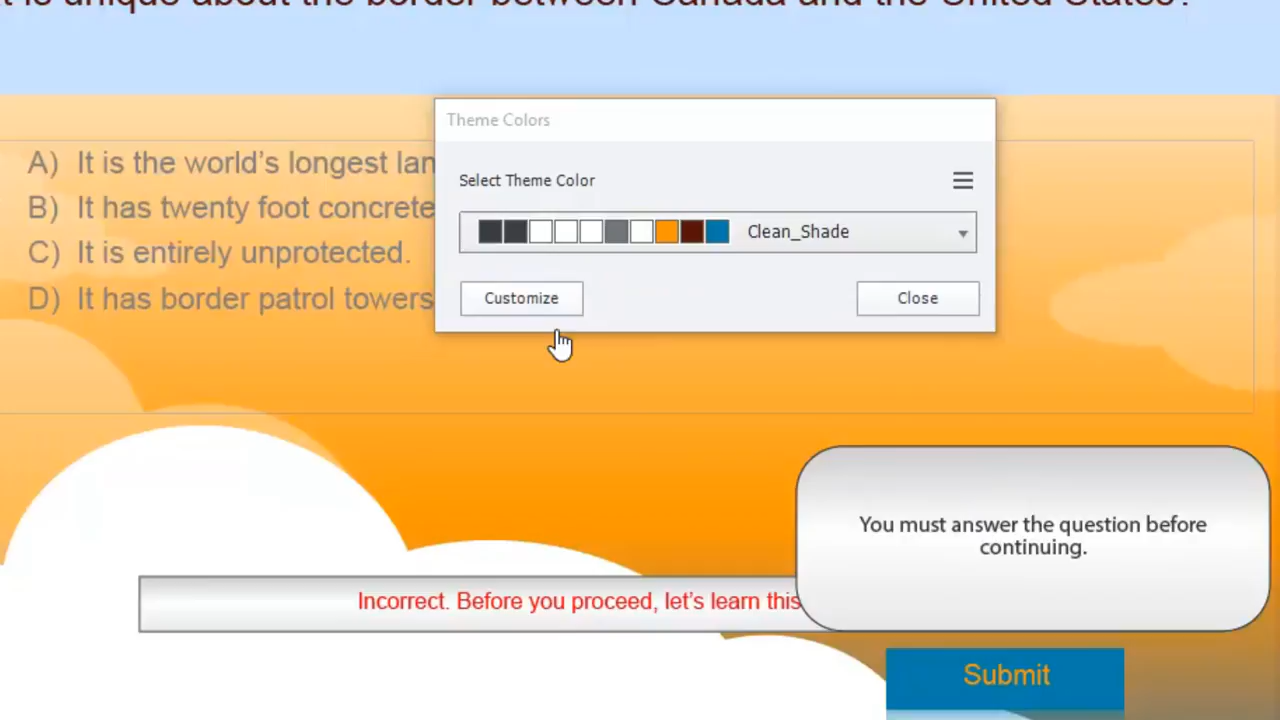 is unique about the border between Canada and the United States?
Theme Colors
A) It is the world's longest lan
Select Theme Color
B) It has twenty foot concrete
Clean_Shade
C) It is entirely unprotected.
D) It has border patrol towers
Customize
Close
You must answer the question before
continuing.
Incorrect. Before you proceed, let's learn this
Submit